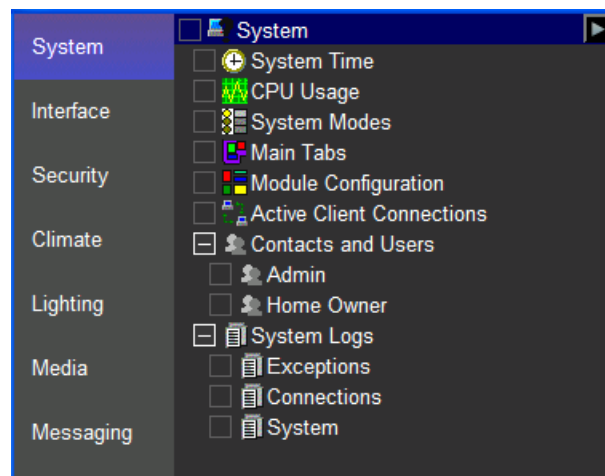 System
Interface
Security
Climate
Lighting
Media
Messaging
System
System Time
CPU Usage
System Modes
Main Tabs
Module Configuration
Active Client Connections
Contacts and Users
Admin
Home Owner
System Logs
Exceptions
Connections
System